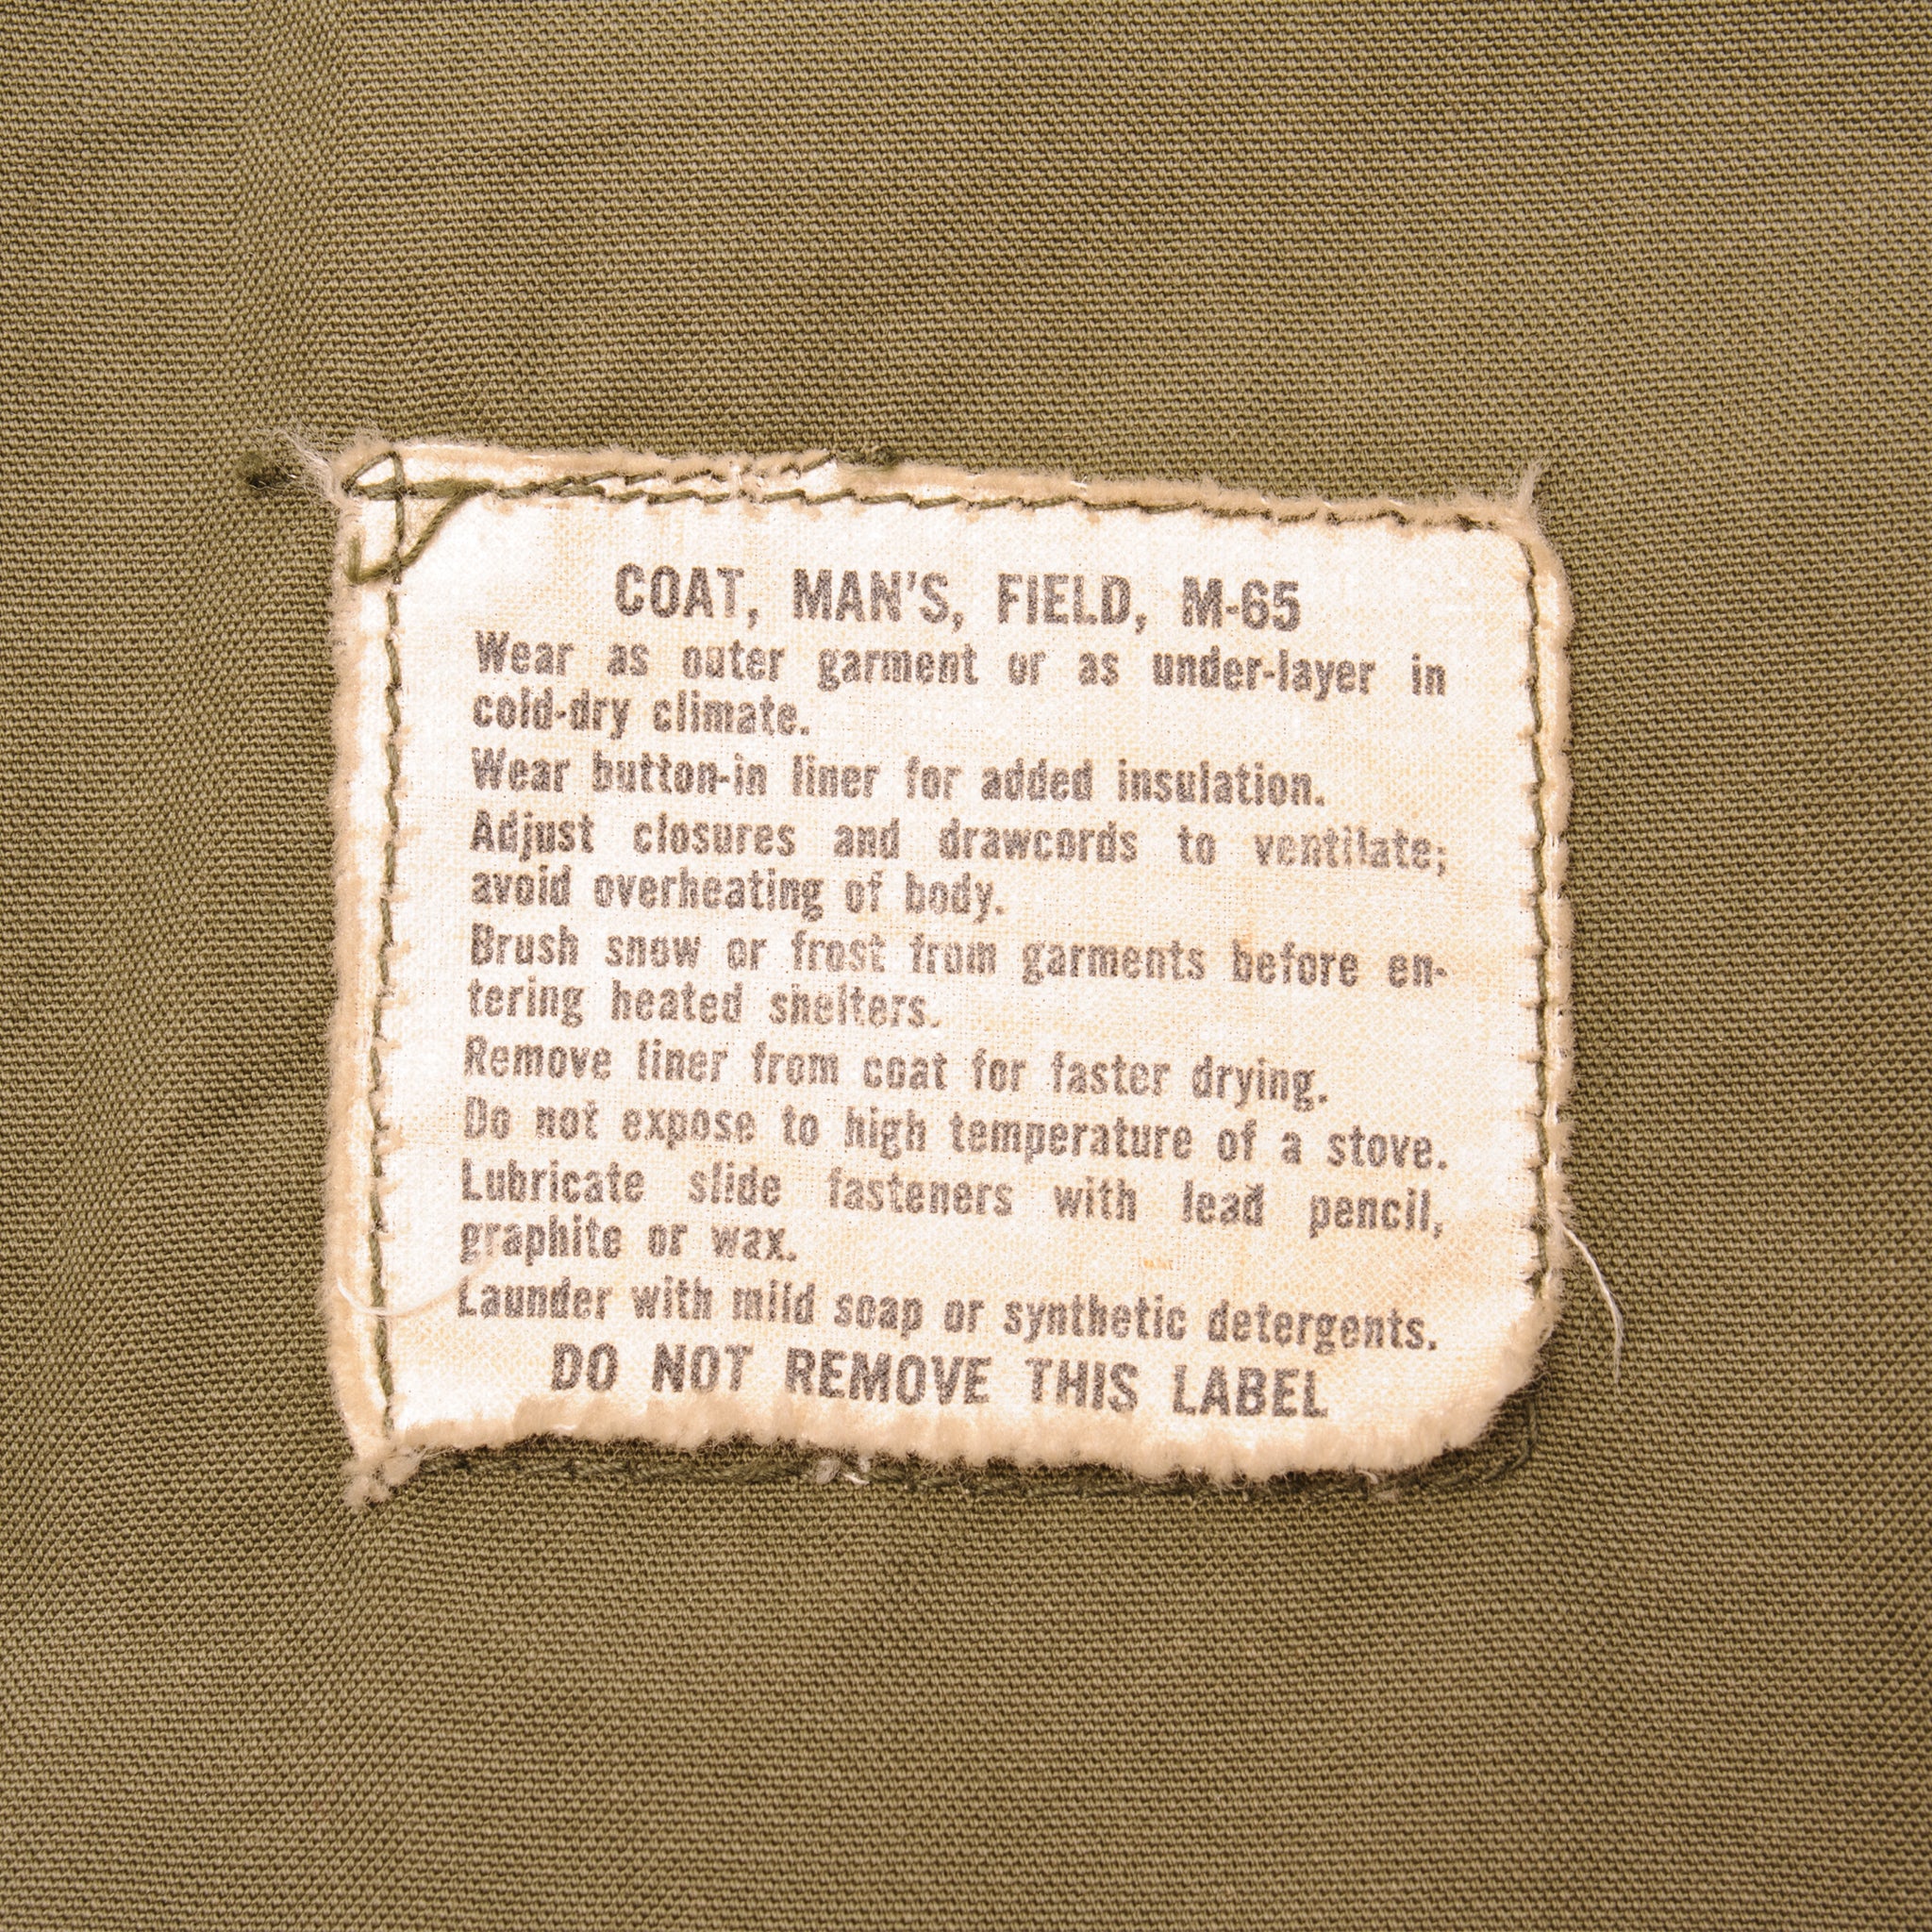 COAT, MAN'S, FIELD, M-65
Wear as outer garment or as under-layer in
cold-dry climate.
Wear button-in liner for added insulation.
Adjust closures and drawcords to ventilate;
avoid overheating of body.
Brush snow or frost from garments before en-
tering heated shelters.
Remove liner from coat for faster drying.
Do not expose to high temperature of a stove.
Lubricate slide fasteners with lead pencil,
graphite or wax.
Launder with mild soap or synthetic detergents.
DO NOT REMOVE THIS LABEL